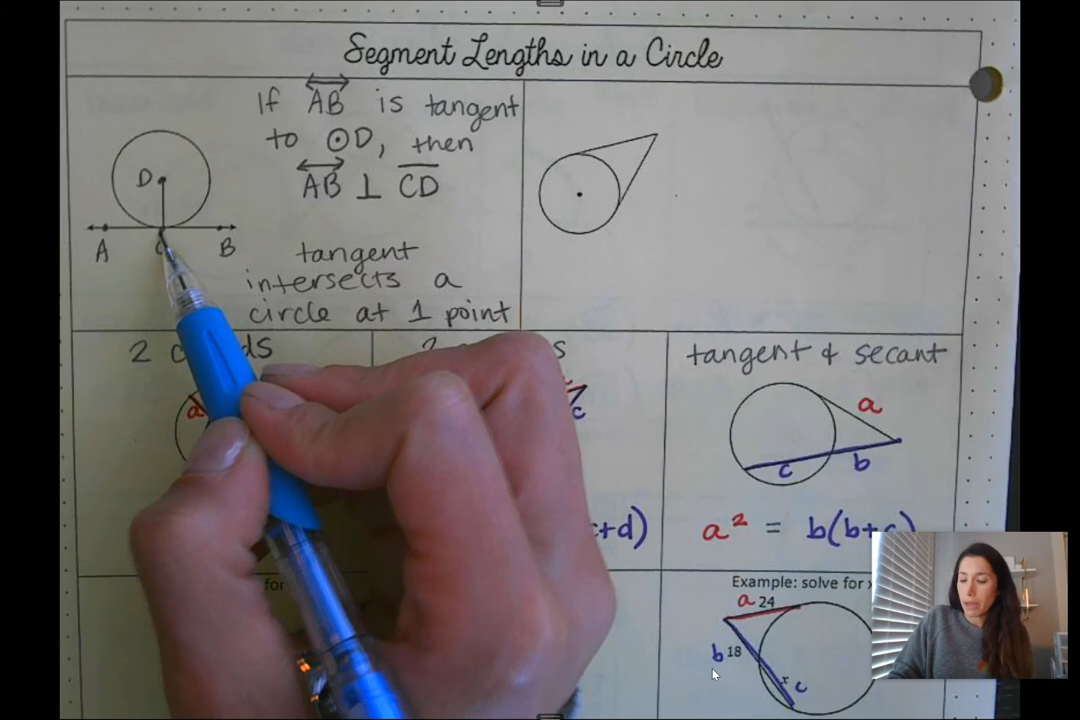 Segment Lengths in a Circle
If AB is tangent
to ⊙D, then
AB ⊥ CD
D
A
B
tangent
intersects a
circle at 1 point
2
tangent & secant
a
c
a
c
b
+d)
a² = b(b+c)
for
Example: solve for x
a 24
b 18
x c